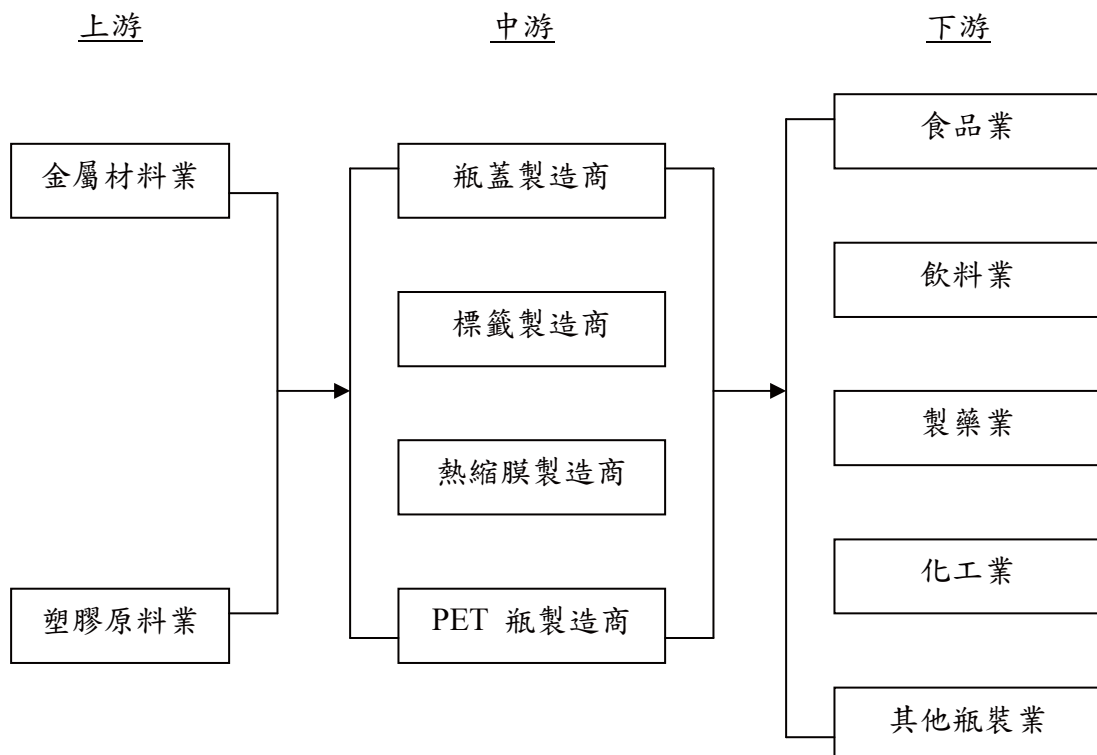 上游
中游
下游
金屬材料業
塑膠原料業
瓶蓋製造商
標籤製造商
熱縮膜製造商
PET 瓶製造商
食品業
飲料業
製藥業
化工業
其他瓶裝業